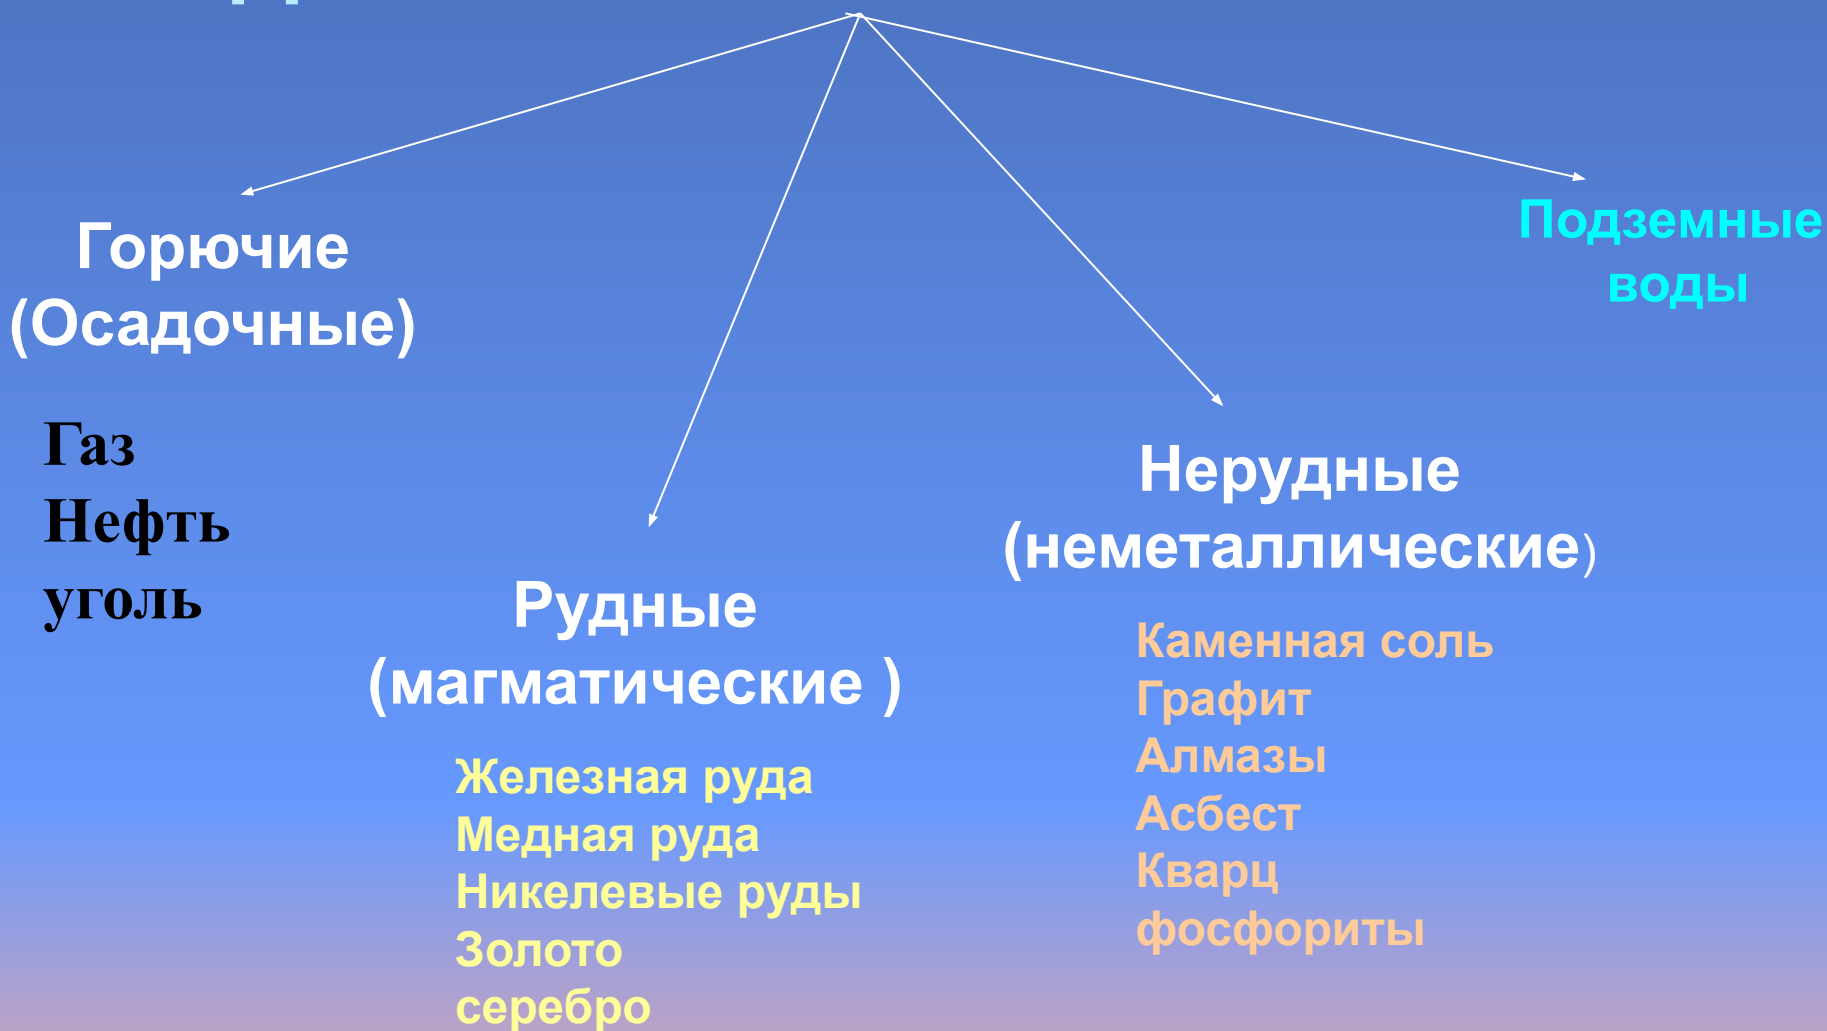 Горючие
(Осадочные)
Газ
Нефть
уголь
Рудные
(магматические )
Железная руда
Медная руда
Никелевые руды
Золото
серебро
Нерудные
(неметаллические)
Каменная соль
Графит
Алмазы
Асбест
Кварц
фосфориты
Подземные
воды